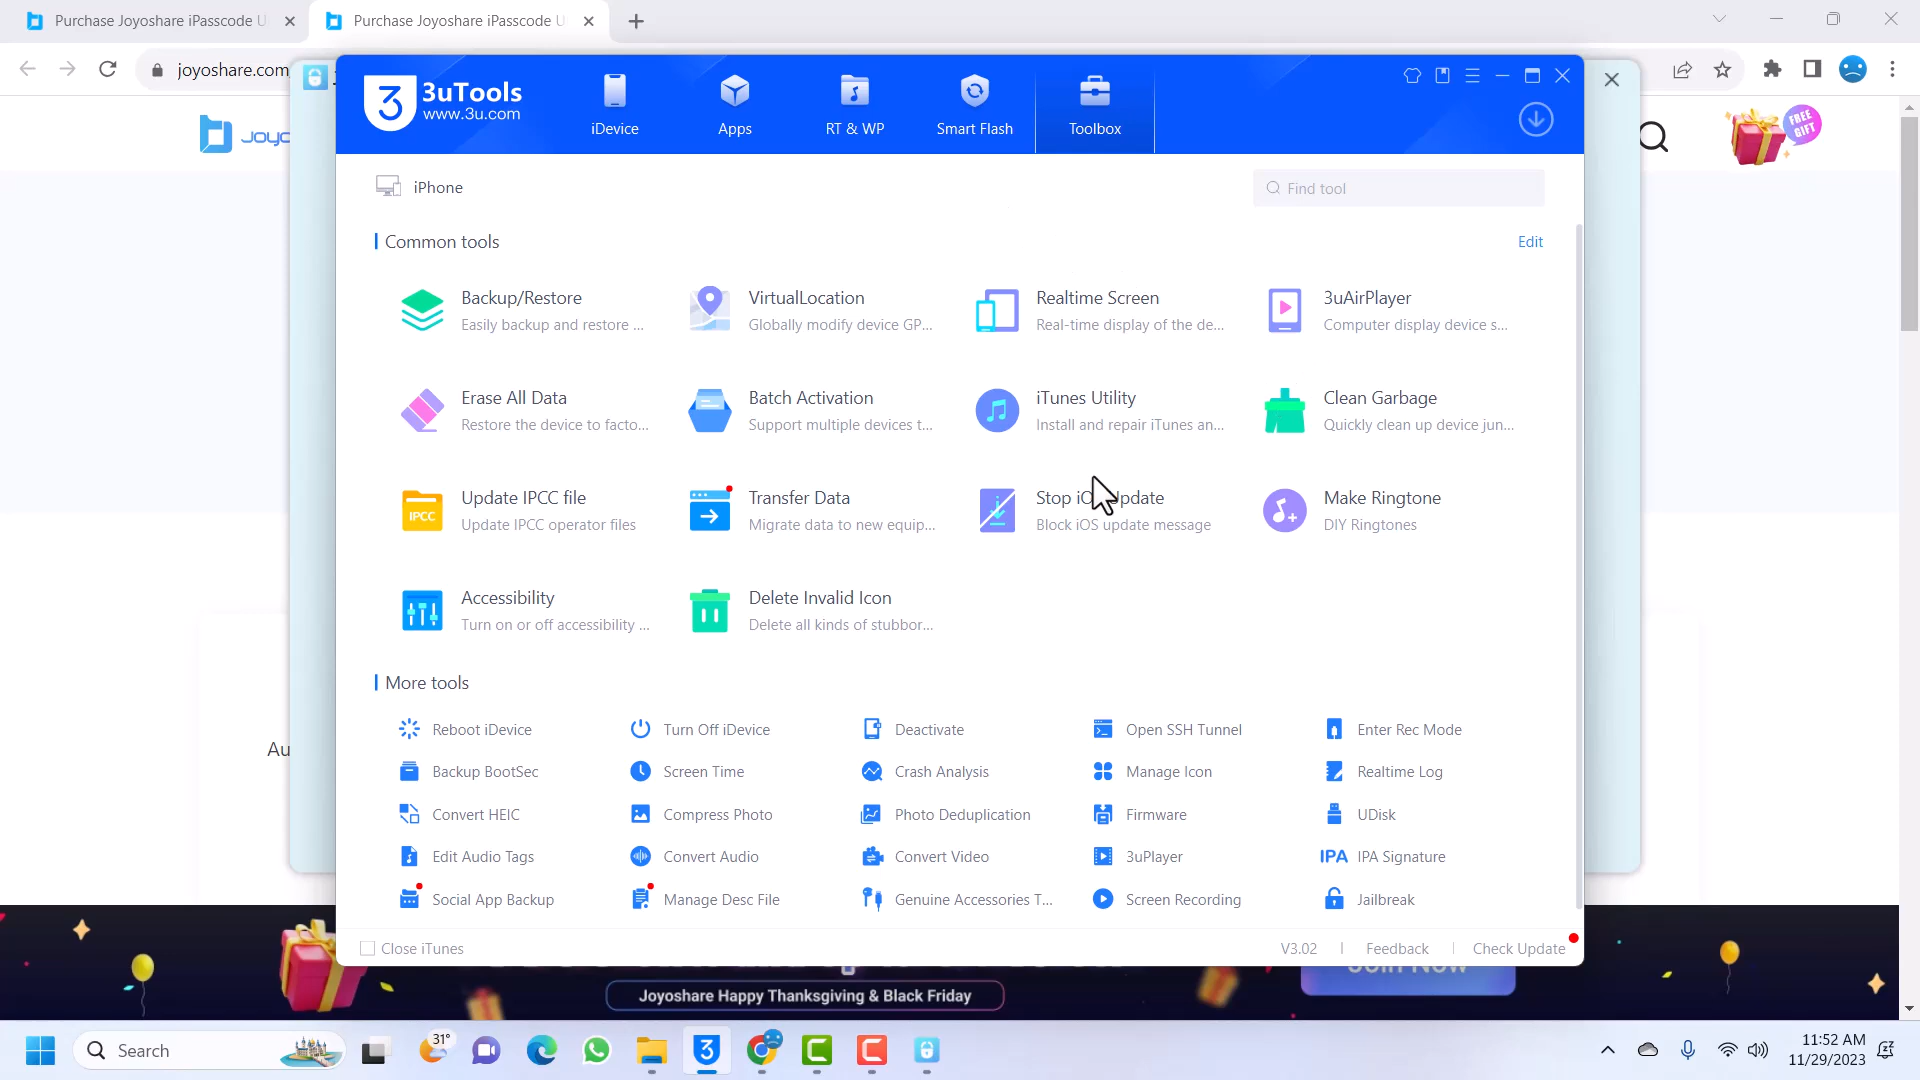 Purchase Joyoshare iPasscode U
Purchase Joyoshare iPasscode U
joyoshare.com
3
3uTools
www.3u.com
iDevice
Apps
RT & WP
Smart Flash
Toolbox
FREE
GIFT
iPhone
Find tool
Common tools
Edit
Backup/Restore
Easily backup and restore ...
VirtualLocation
Globally modify device GP...
Realtime Screen
Real-time display of the de...
3uAirPlayer
Computer display device s...
Erase All Data
Restore the device to facto...
Batch Activation
Support multiple devices t...
iTunes Utility
Install and repair iTunes an...
Clean Garbage
Quickly clean up device jun...
IPCC
Update IPCC file
Update IPCC operator files
Transfer Data
Migrate data to new equip...
Stop iO pdate
Block iOS update message
Make Ringtone
DIY Ringtones
Accessibility
Turn on or off accessibility ...
Delete Invalid Icon
Delete all kinds of stubbor...
More tools
Reboot iDevice
Turn Off iDevice
Deactivate
Open SSH Tunnel
Enter Rec Mode
Au
Backup BootSec
Screen Time
Crash Analysis
Manage Icon
Realtime Log
Convert HEIC
Compress Photo
Photo Deduplication
Firmware
UDisk
Edit Audio Tags
Convert Audio
Convert Video
3uPlayer
IPA IPA Signature
Social App Backup
Manage Desc File
Genuine Accessories T...
Screen Recording
Jailbreak
Close iTunes
V3.02
Feedback
Check Update
Join Now
Joyoshare Happy Thanksgiving & Black Friday
Search
31°
11:52 AM
11/29/2023